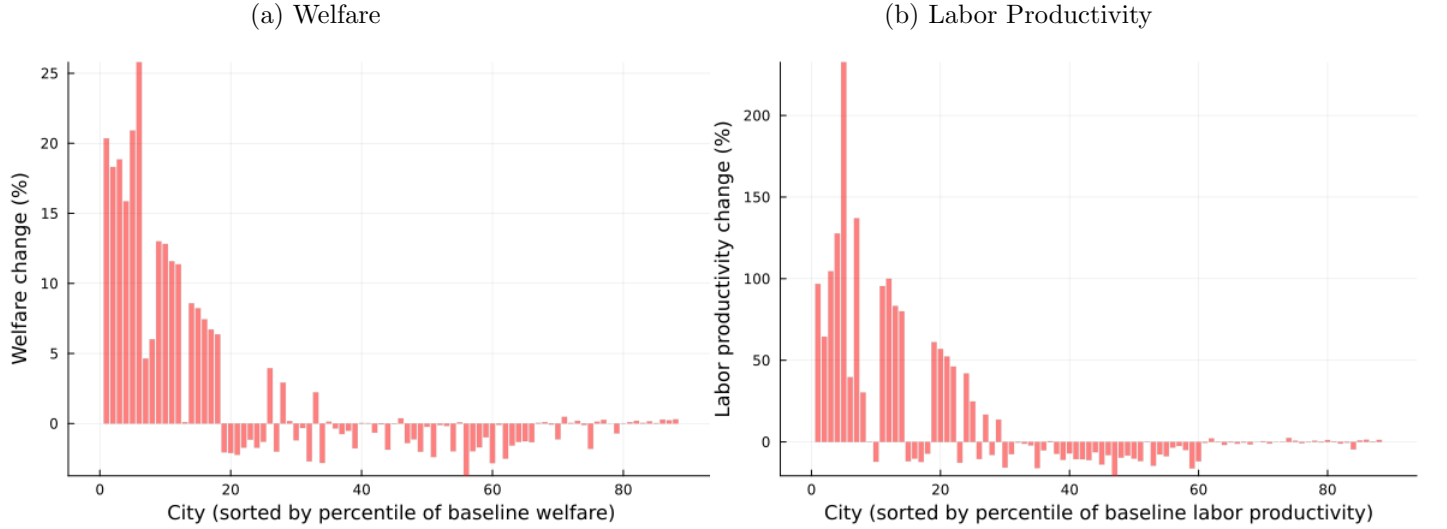 (a) Welfare
25
20
15
10
5
0
Welfare change (%)
0 20 40 60 80
City (sorted by percentile of baseline welfare)
(b) Labor Productivity
200
150
100
50
0
Labor productivity change (%)
0 20 40 60 80
City (sorted by percentile of baseline labor productivity)